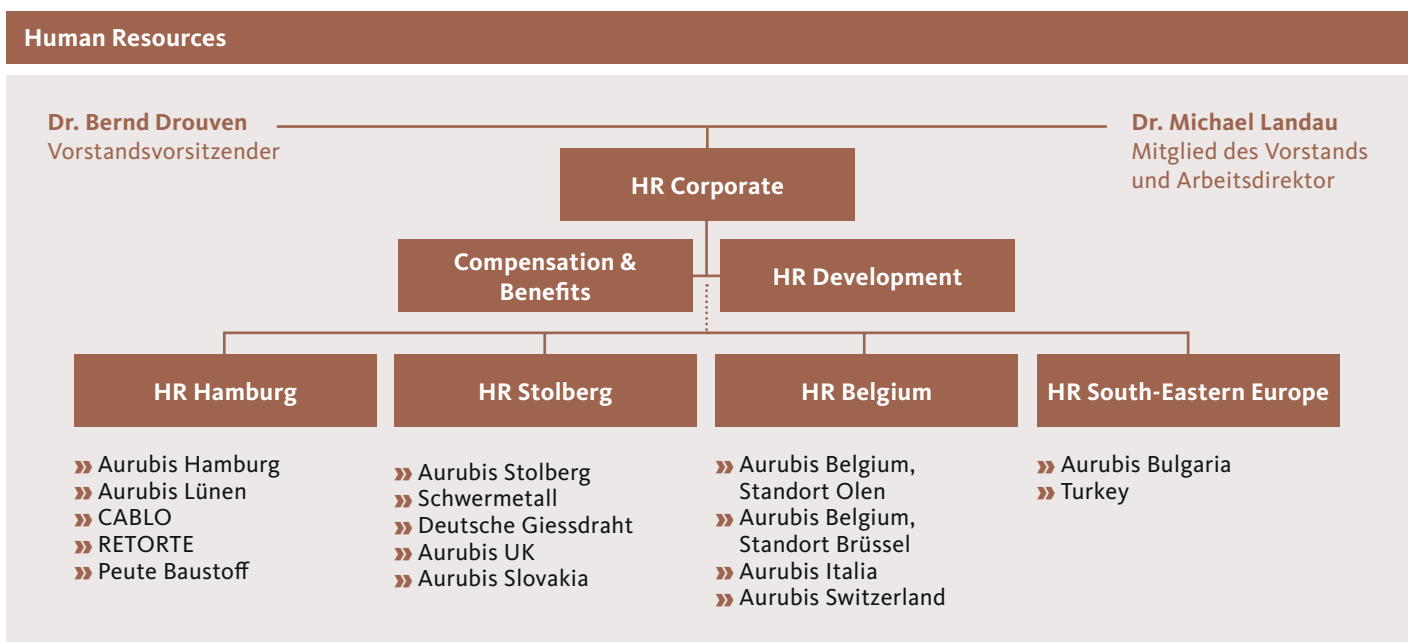 Human Resources
Dr. Bernd Drouven
Vorstandsvorsitzender
Dr. Michael Landau
Mitglied des Vorstands
und Arbeitsdirektor
HR Corporate
Compensation &
Benefits
HR Development
HR Hamburg
HR Stolberg
HR Belgium
HR South-Eastern Europe
» Aurubis Hamburg
» Aurubis Lünen
» CABLO
» RETORTE
» Peute Baustoff
» Aurubis Stolberg
» Schwermetall
» Deutsche Giessdraht
» Aurubis UK
» Aurubis Slovakia
» Aurubis Belgium,
Standort Olen
» Aurubis Belgium,
Standort Brüssel
» Aurubis Italia
» Aurubis Switzerland
» Aurubis Bulgaria
» Turkey